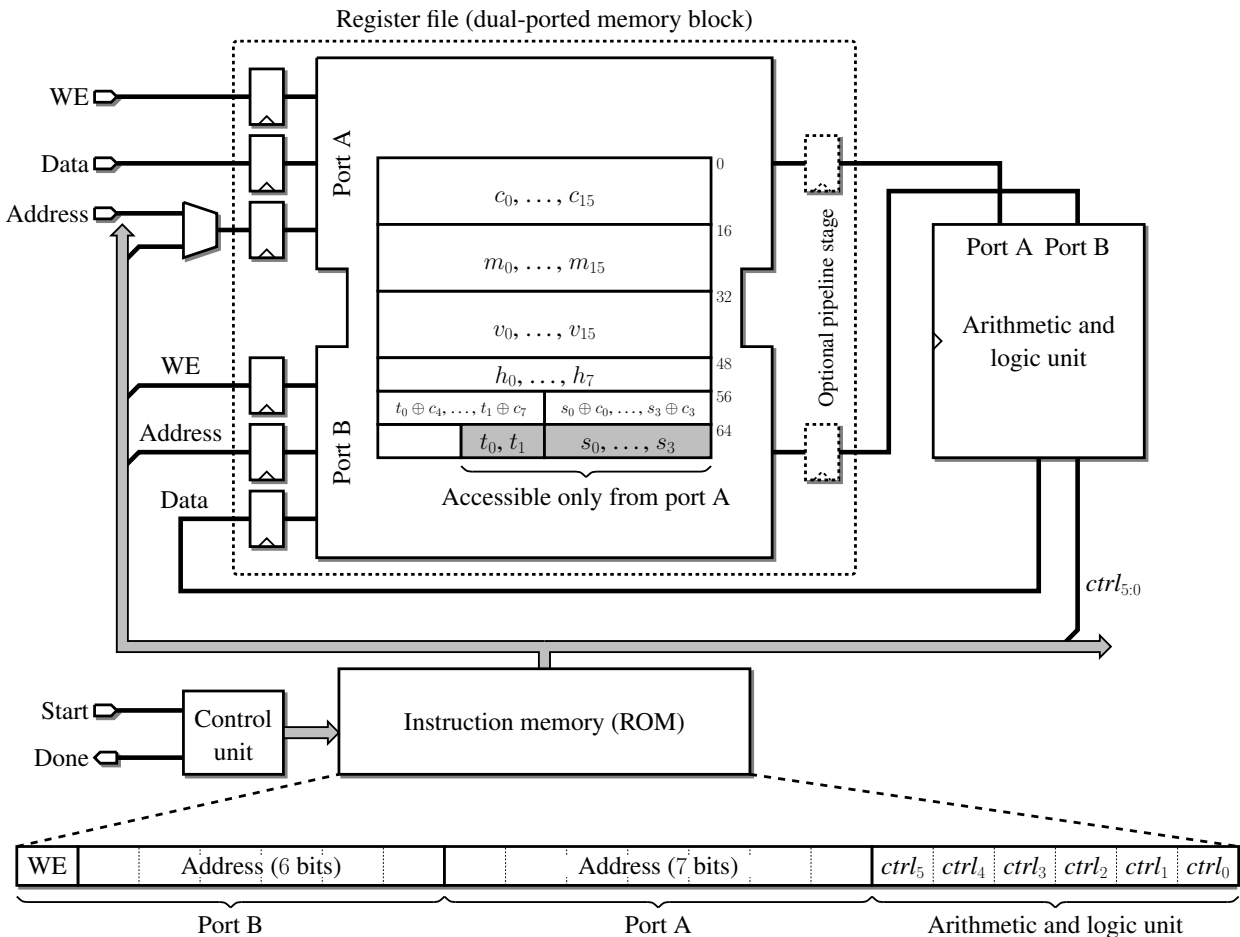 Register file (dual-ported memory block)
WE
Data
Address
Port A
c₀, …, c₁₅
0
m₀, …, m₁₅
16
v₀, …, v₁₅
32
h₀, …, h₇
48
t₀ ⊕ c₄, …, t₁ ⊕ c₇
s₀ ⊕ c₀, …, s₃ ⊕ c₃
56
t₀, t₁
s₀, …, s₃
64
Accessible only from port A
Port B
WE
Address
Data
Optional pipeline stage
Port A Port B
Arithmetic and
logic unit
ctrl₅:₀
Start
Done
Control
unit
Instruction memory (ROM)
WE
Address (6 bits)
Address (7 bits)
ctrl₅
ctrl₄
ctrl₃
ctrl₂
ctrl₁
ctrl₀
Port B
Port A
Arithmetic and logic unit